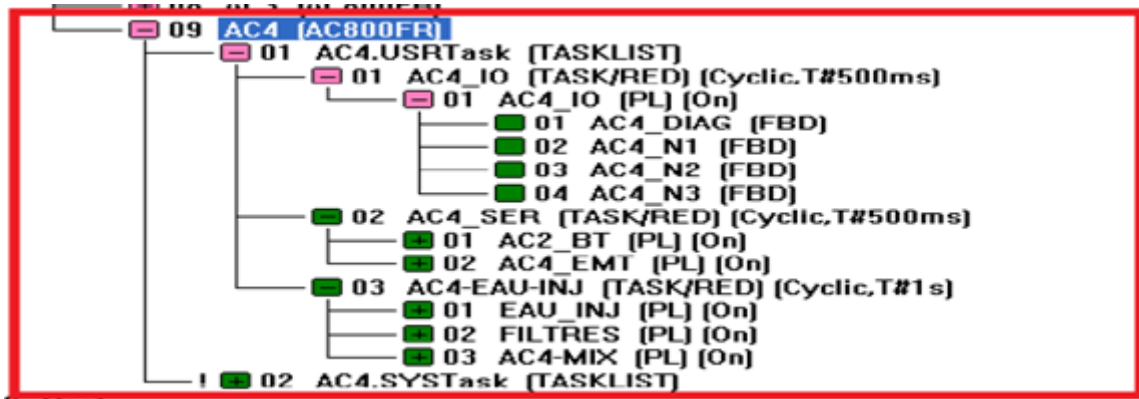 09 AC4 (AC800FR)
01 AC4.USRTask (TASKLIST)
01 AC4_IO (TASK/RED) (Cyclic,T#500ms)
01 AC4_IO (PL) (On)
01 AC4_DIAG (FBD)
02 AC4_N1 (FBD)
03 AC4_N2 (FBD)
04 AC4_N3 (FBD)
02 AC4_SER (TASK/RED) (Cyclic,T#500ms)
01 AC2_BT (PL) (On)
02 AC4_EMT (PL) (On)
03 AC4-EAU-INJ (TASK/RED) (Cyclic,T#1s)
01 EAU_INJ (PL) (On)
02 FILTRES (PL) (On)
03 AC4-MIX (PL) (On)
! 02 AC4.SYSTask (TASKLIST)